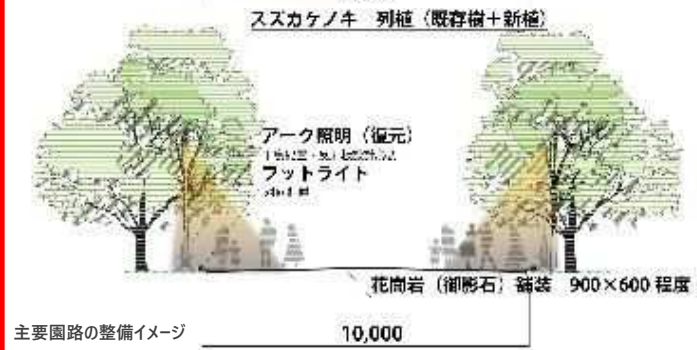 スズカケノキ 列植（既存樹＋新植）
アーク照明（復元）
フットライト
花崗岩（御影石）舗装 900×600 程度
主要園路の整備イメージ
10,000